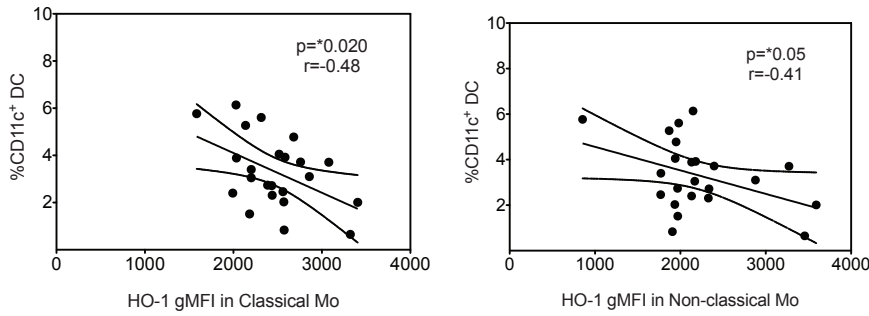 10
8
6
4
2
%CD11c+ DC
p=*0.020
r=-0.48
0
1000
2000
3000
4000
HO-1 gMFI in Classical Mo
10
8
6
4
2
%CD11c+ DC
p=*0.05
r=-0.41
0
1000
2000
3000
4000
HO-1 gMFI in Non-classical Mo